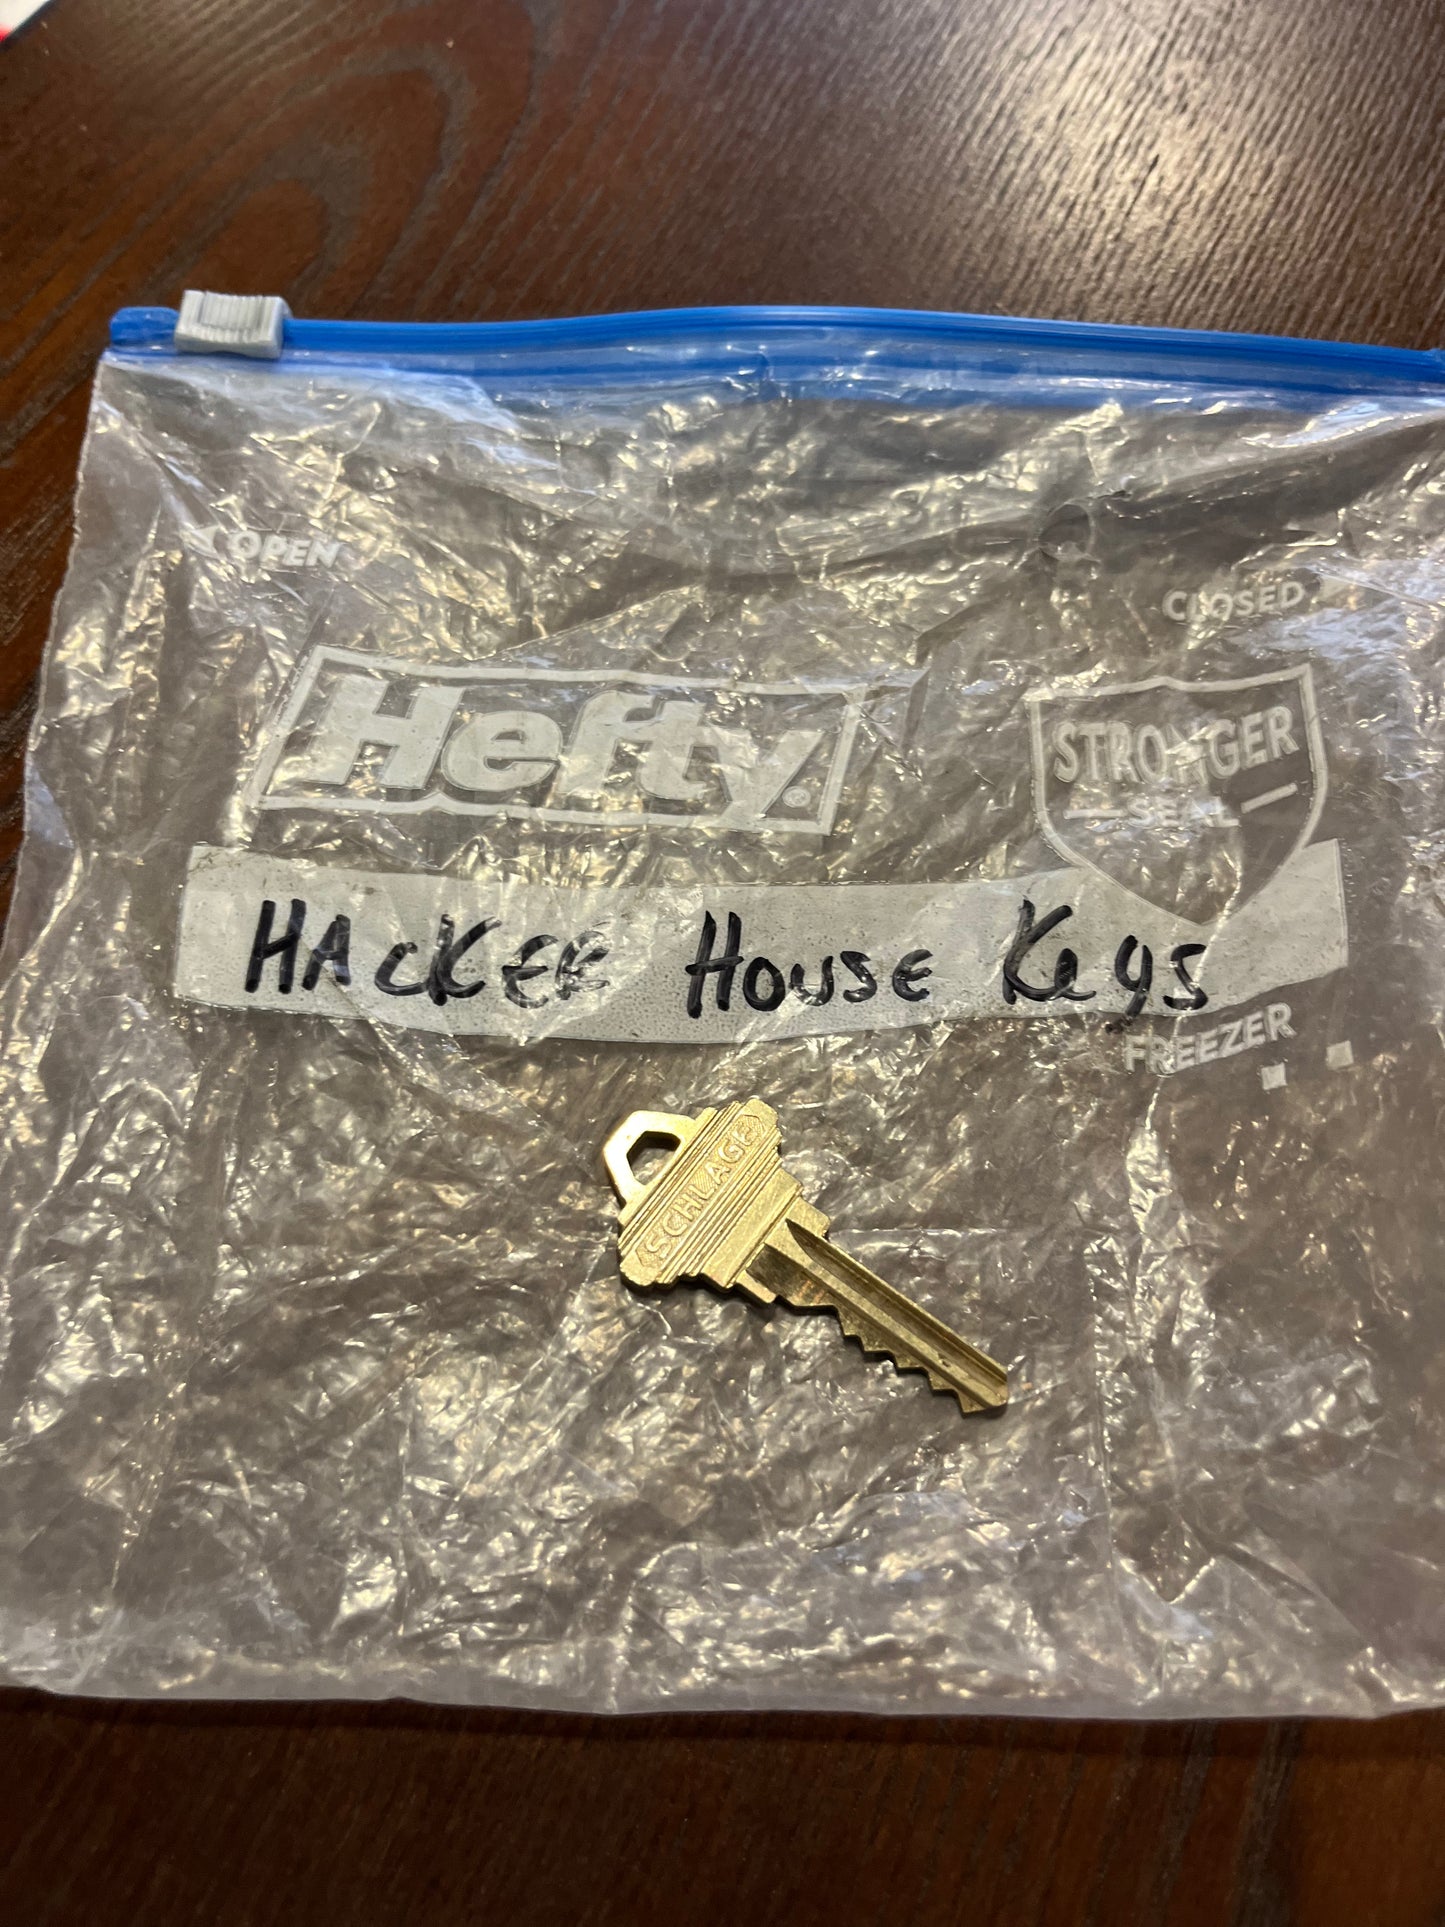 OPEN
CLOSED
Hefty®
STRONGER
SEAL
HACKER HOUSE Keys
FREEZER
SCHLAGE